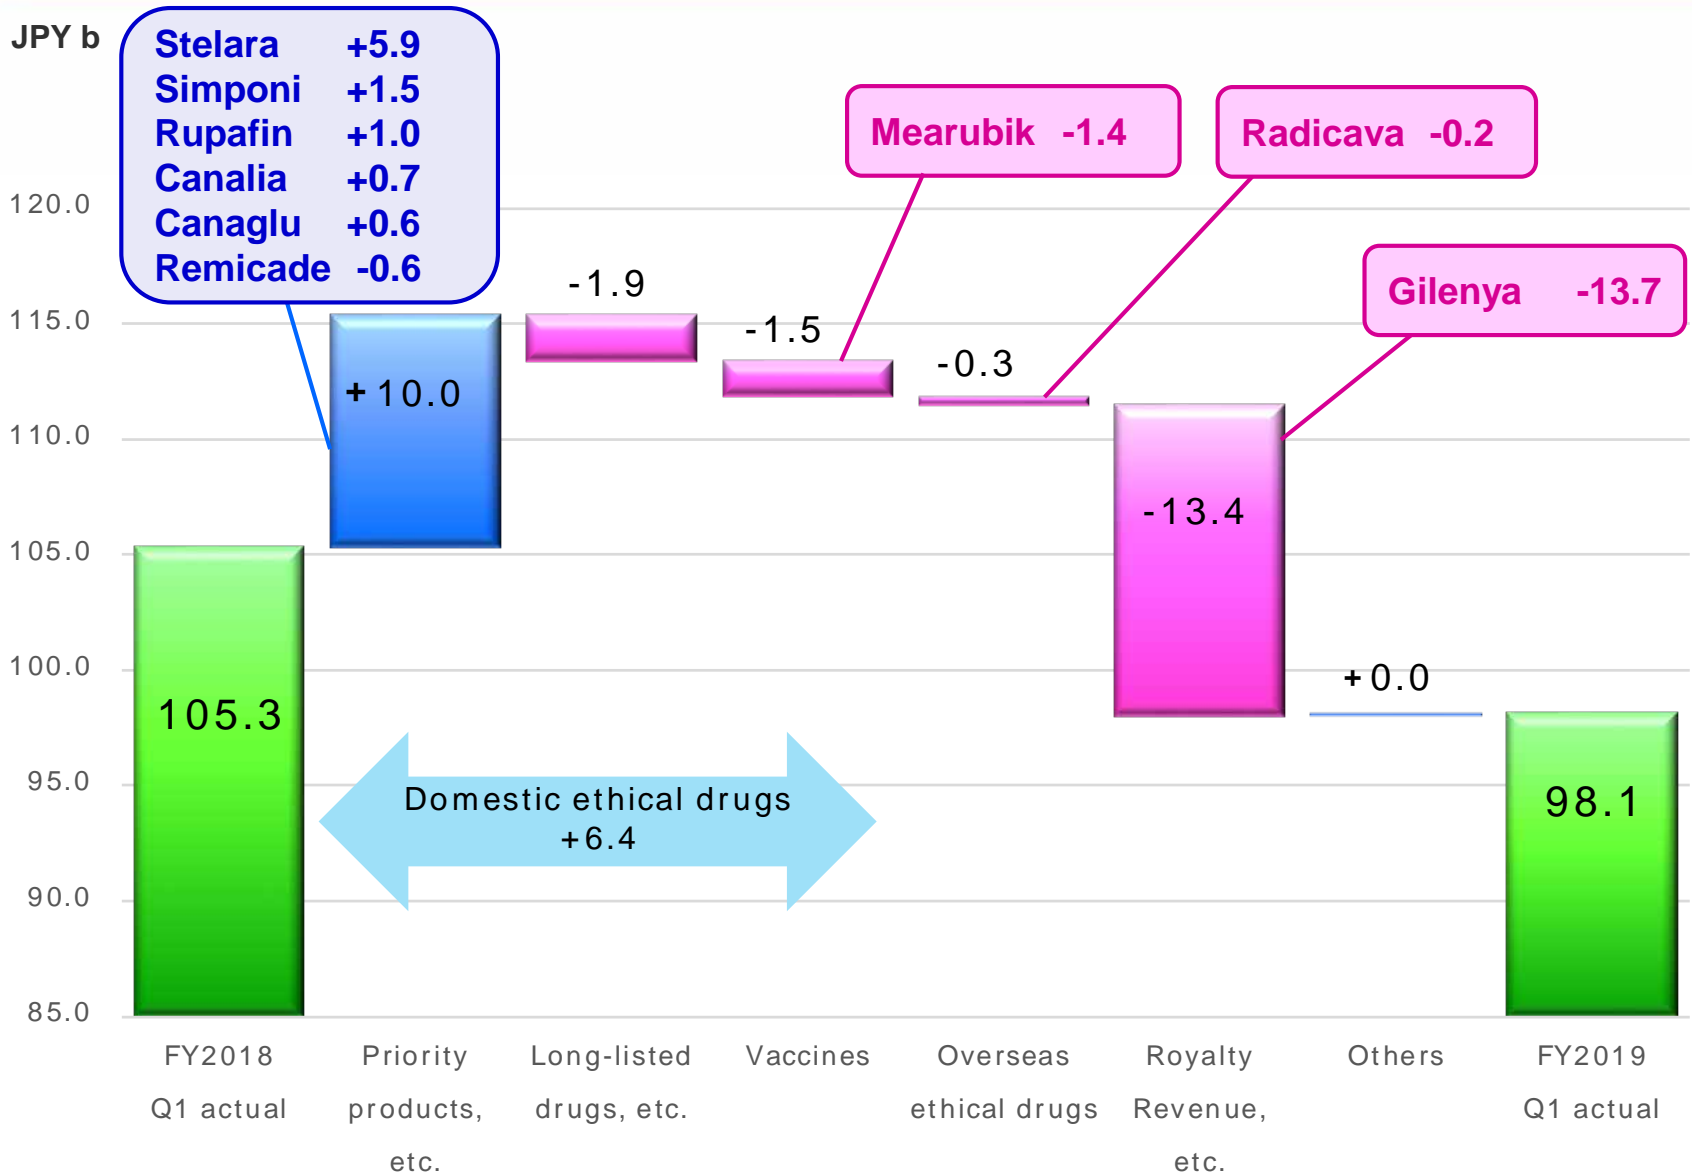 JPY b
Stelara +5.9
Simponi +1.5
Rupafin +1.0
Canalia +0.7
Canaglu +0.6
Remicade -0.6
Mearubik -1.4
Radicava -0.2
Gilenya -13.7
120.0
115.0
110.0
105.0
100.0
95.0
90.0
85.0
105.3
+10.0
-1.9
-1.5
-0.3
-13.4
+0.0
98.1
Domestic ethical drugs
+6.4
FY2018
Q1 actual
Priority
products,
etc.
Long-listed
drugs, etc.
Vaccines
Overseas
ethical drugs
Royalty
Revenue,
etc.
Others
FY2019
Q1 actual